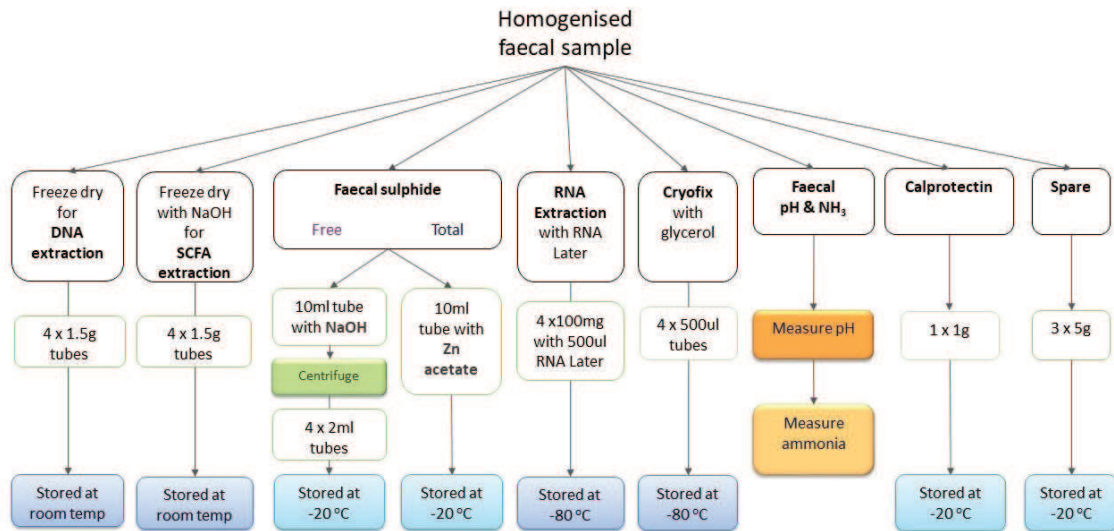 Homogenised
faecal sample
Freeze dry
for
DNA
extraction
Freeze dry
with NaOH
for
SCFA
extraction
Faecal sulphide
Free Total
RNA
Extraction
with RNA
Later
Cryofix
with
glycerol
Faecal
pH & NH₃
Calprotectin
Spare
4 x 1.5g
tubes
4 x 1.5g
tubes
10ml tube
with NaOH
10ml
tube with
Zn
acetate
4 x100mg
with 500ul
RNA Later
4 x 500ul
tubes
Measure pH
1 x 1g
3 x 5g
Centrifuge
4 x 2ml
tubes
Measure
ammonia
Stored at
room temp
Stored at
room temp
Stored at
-20 °C
Stored at
-20 °C
Stored at
-80 °C
Stored at
-80 °C
Stored at
-20 °C
Stored at
-20 °C